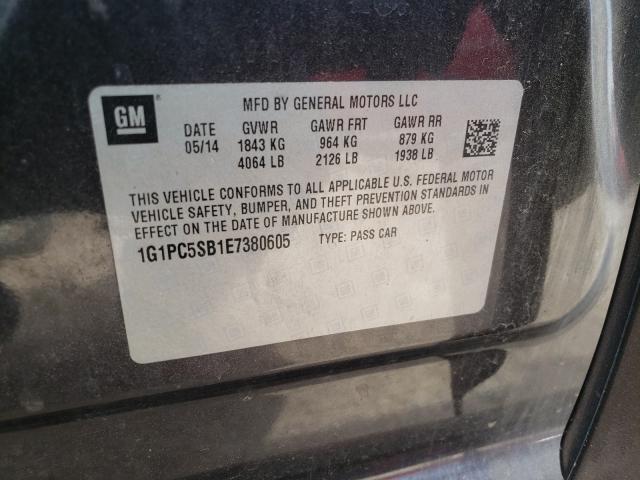 GM
MFD BY GENERAL MOTORS LLC
DATE GVWR GAWR FRT GAWR RR
05/14 1843 KG 964 KG 879 KG
4064 LB 2126 LB 1938 LB
THIS VEHICLE CONFORMS TO ALL APPLICABLE U.S. FEDERAL MOTOR
VEHICLE SAFETY, BUMPER, AND THEFT PREVENTION STANDARDS IN
EFFECT ON THE DATE OF MANUFACTURE SHOWN ABOVE.
1G1PC5SB1E7380605 TYPE: PASS CAR